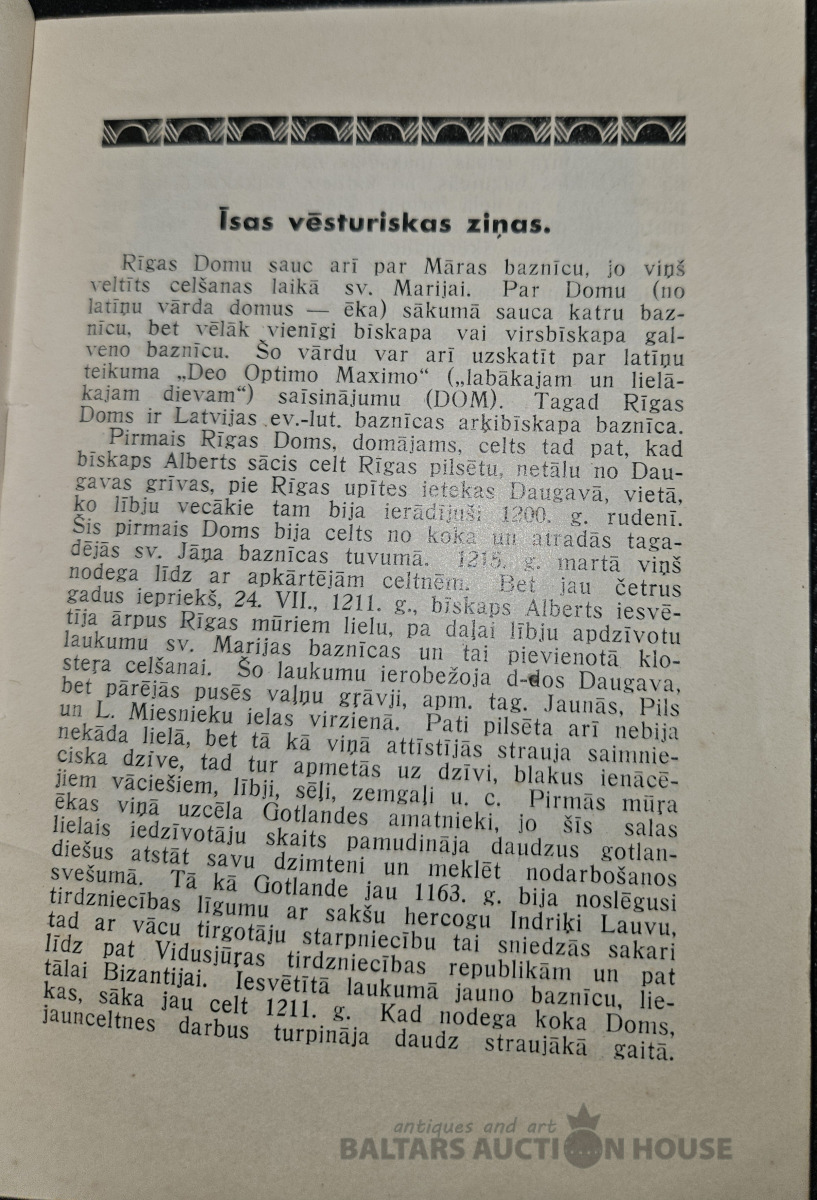 Īsas vēsturiskas ziņas.
Rīgas Domu sauc arī par Māras baznīcu, jo viņš
veltīts celšanas laikā sv. Marijai. Par Domu (no
latīņu vārda domus — ēka) sākumā sauca katru baz-
nīcu, bet vēlāk vienīgi bīskapa vai virsbīskapa gal-
veno baznīcu. Šo vārdu var arī uzskatīt par latīņu
teikuma „Deo Optimo Maximo“ („labākajam un lielā-
kajam dievam“) saīsinājumu (DOM). Tagad Rīgas
Doms ir Latvijas ev.-lut. baznīcas arķibīskapa baznīca.
Pirmais Rīgas Doms, domājams, celts tad pat, kad
bīskaps Alberts sācis celt Rīgas pilsētu, netālu no Dau-
gavas grīvas, pie Rīgas upītes ietekas Daugavā, vietā,
ko lībju vecākie tam bija ierādījuši 1200. g. rudenī.
Šis pirmais Doms bija celts no koka un atradās taga-
dējās sv. Jāņa baznīcas tuvumā. 1215. g. martā viņš
nodega līdz ar apkārtējām celtnēm. Bet jau četrus
gadus iepriekš, 24. VII., 1211. g., bīskaps Alberts iesvē-
tīja ārpus Rīgas mūriem lielu, pa daļai lībju apdzīvotu
laukumu sv. Marijas baznīcas un tai pievienotā klo-
stera celšanai. Šo laukumu ierobežoja d-dos Daugava,
bet pārējās pusēs vaļņu grāvji, apm. tag. Jaunās, Pils
un L. Miesnieku ielas virzienā. Pati pilsēta arī nebija
nekāda lielā, bet tā kā viņā attīstījās strauja saimnie-
ciska dzīve, tad tur apmetās uz dzīvi, blakus ienācē-
jiem vāciešiem, lībji, sēļi, zemgaļi u. c. Pirmās mūra
ēkas viņā uzcēla Gotlandes amatnieki, jo šīs salas
lielais iedzīvotāju skaits pamudināja daudzus gotlan-
diešus atstāt savu dzimteni un meklēt nodarbošanos
svešumā. Tā kā Gotlande jau 1163. g. bija noslēgusi
tirdzniecības līgumu ar sakšu hercogu Indriķi Lauvu,
tad ar vācu tirgotāju starpniecību tai sniedzās sakari
līdz pat Vidusjūŗas tirdzniecības republikām un pat
tālai Bizantijai. Iesvētītā laukumā jauno baznīcu, lie-
kas, sāka jau celt 1211. g. Kad nodega koka Doms,
jaunceltnes darbus turpināja daudz straujākā gaitā.
antiques and art
BALTARS AUCTION HOUSE